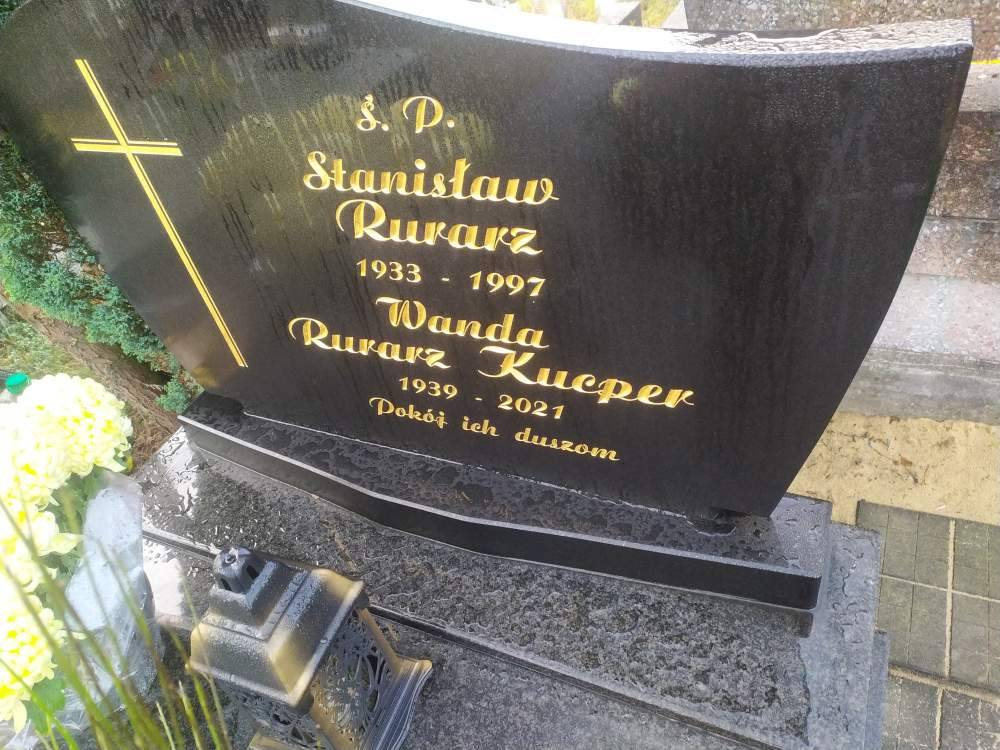 Ś. P.
Stanisław
Rurarz
1933 - 1997
Wanda
Rurarz Kucper
1939 - 2021
Pokój ich duszom